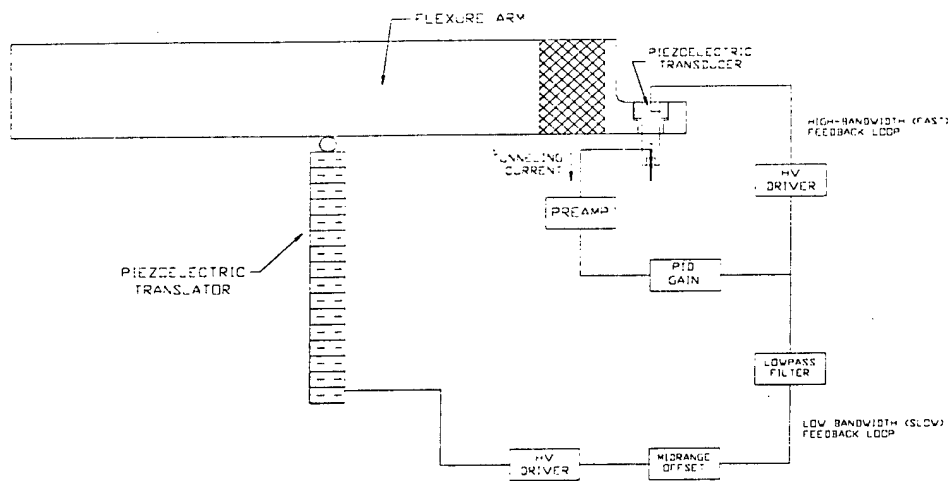 FLEXURE ARM
PIEZOELECTRIC
TRANSDUCER
HIGH-BANDWIDTH (FAST)
FEEDBACK LOOP
TUNNELING
CURRENT
HV
DRIVER
PREAMP
PIEZOELECTRIC
TRANSLATOR
PID
GAIN
LOWPASS
FILTER
LOW BANDWIDTH (SLOW)
FEEDBACK LOOP
HV
DRIVER
MIDRANGE
OFFSET